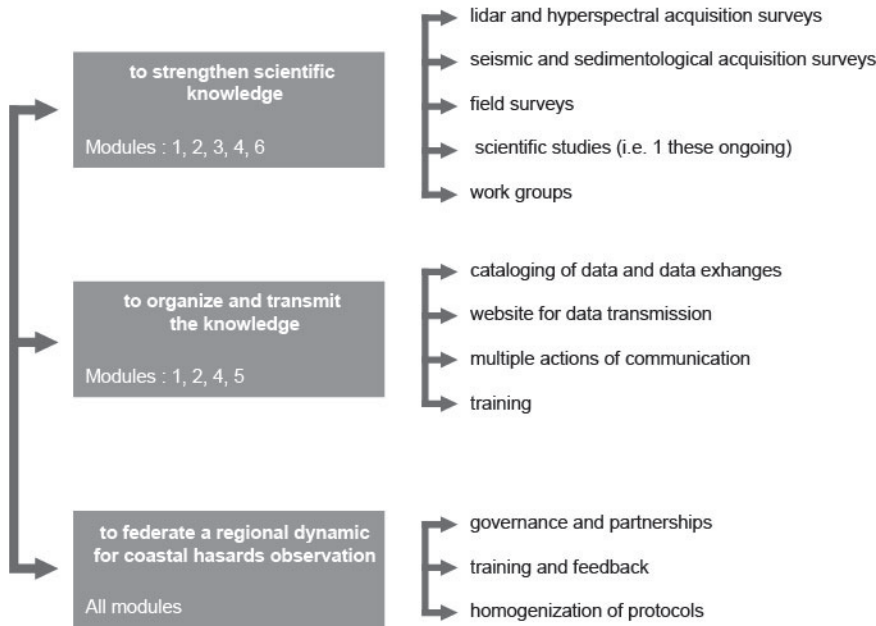 to strengthen scientific
knowledge
Modules : 1, 2, 3, 4, 6
lidar and hyperspectral acquisition surveys
seismic and sedimentological acquisition surveys
field surveys
scientific studies (i.e. 1 these ongoing)
work groups
to organize and transmit
the knowledge
Modules : 1, 2, 4, 5
cataloging of data and data exhanges
website for data transmission
multiple actions of communication
training
to federate a regional dynamic
for coastal hasards observation
All modules
governance and partnerships
training and feedback
homogenization of protocols